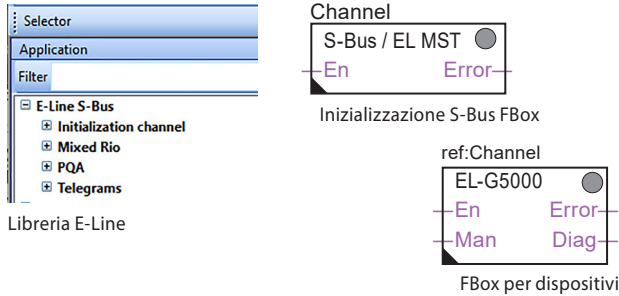 Selector
Application
Filter
E-Line S-Bus
Initialization channel
Mixed Rio
PQA
Telegrams
Libreria E-Line
Channel
S-Bus / EL MST
En Error
Inizializzazione S-Bus FBox
ref:Channel
EL-G5000
En Error
Man Diag
FBox per dispositivi